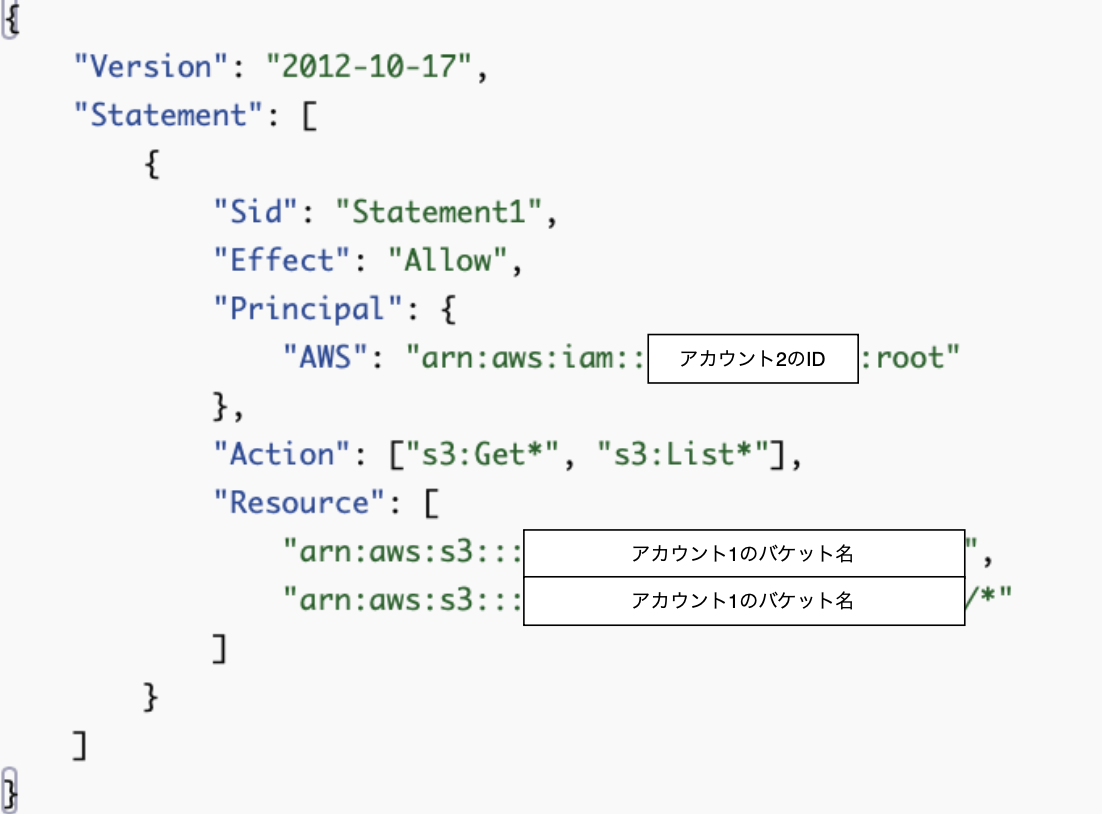 {
    "Version": "2012-10-17",
    "Statement": [
        {
            "Sid": "Statement1",
            "Effect": "Allow",
            "Principal": {
                "AWS": "arn:aws:iam::アカウント2のID:root"
            },
            "Action": ["s3:Get*", "s3:List*"],
            "Resource": [
                "arn:aws:s3:::アカウント1のバケット名",
                "arn:aws:s3:::アカウント1のバケット名/*"
            ]
        }
    ]
}